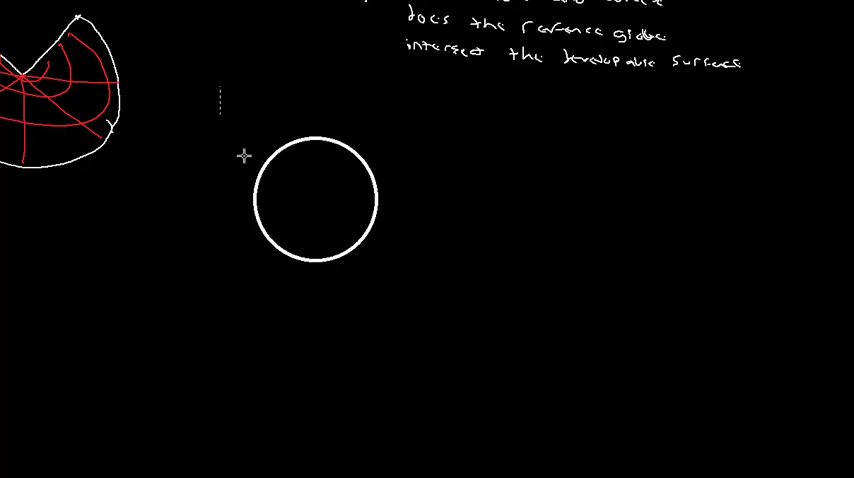 does the reference globe
intersect the developable surface